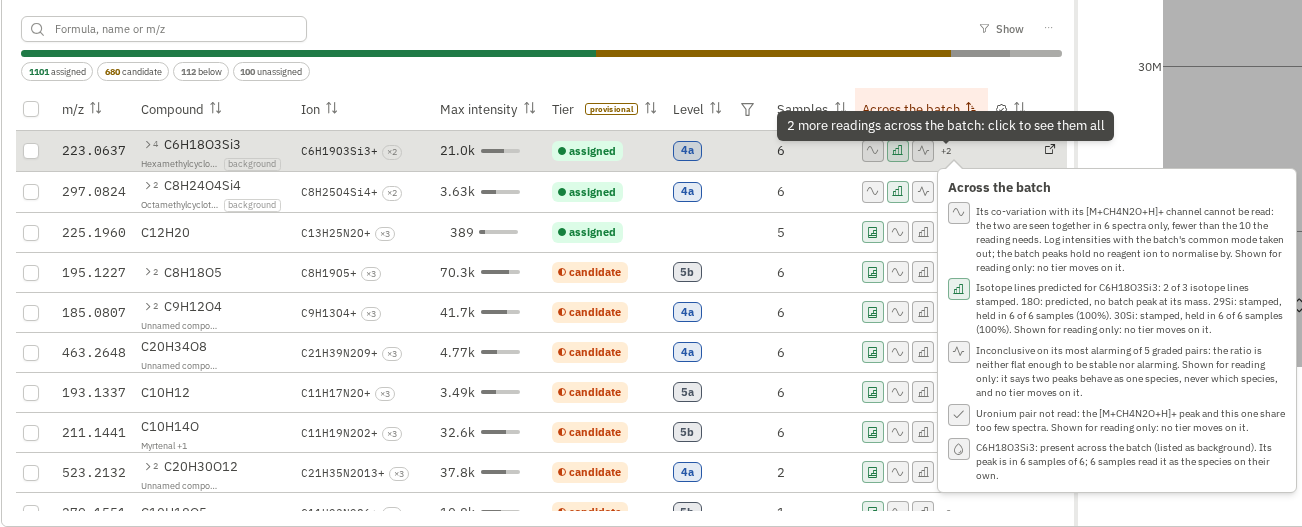 Formula, name or m/z
Show
1101 assigned
680 candidate
112 below
100 unassigned
30M
m/z
Compound
Ion
Max intensity
Tier
provisional
Level
Samples
Across the batch
2 more readings across the batch: click to see them all
223.0637
4 C6H18O3Si3
Hexamethylcyclo... background
C6H19O3Si3+ ×2
21.0k
assigned
4a
6
+2
297.0824
2 C8H24O4Si4
Octamethylcyclot... background
C8H25O4Si4+ ×2
3.63k
assigned
4a
6
225.1960
C12H20
C13H25N2O+ ×3
389
assigned
5
195.1227
2 C8H18O5
C8H19O5+ ×3
70.3k
candidate
5b
6
185.0807
2 C9H12O4
Unnamed compo...
C9H13O4+ ×3
41.7k
candidate
4a
6
463.2648
C20H34O8
Unnamed compo...
C21H39N2O9+ ×3
4.77k
candidate
4a
6
193.1337
C10H12
C11H17N2O+ ×3
3.49k
candidate
5a
6
211.1441
C10H14O
Myrtenal +1
C11H19N2O2+ ×3
32.6k
candidate
5b
6
523.2132
2 C20H30O12
Unnamed compo...
C21H35N2O13+ ×3
37.8k
candidate
4a
2
Across the batch
Its co-variation with its [M+CH4N2O+H]+ channel cannot be read:
the two are seen together in 6 spectra only, fewer than the 10 the
reading needs. Log intensities with the batch's common mode taken
out; the batch peaks hold no reagent ion to normalise by. Shown for
reading only: no tier moves on it.
Isotope lines predicted for C6H18O3Si3: 2 of 3 isotope lines
stamped. 18O: predicted, no batch peak at its mass. 29Si: stamped,
held in 6 of 6 samples (100%). 30Si: stamped, held in 6 of 6 samples
(100%). Shown for reading only: no tier moves on it.
Inconclusive on its most alarming of 5 graded pairs: the ratio is
neither flat enough to be stable nor alarming. Shown for reading
only: it says two peaks behave as one species, never which species,
and no tier moves on it.
Uronium pair not read: the [M+CH4N2O+H]+ peak and this one share
too few spectra. Shown for reading only: no tier moves on it.
C6H18O3Si3: present across the batch (listed as background). Its
peak is in 6 samples of 6; 6 samples read it as the species on their
own.